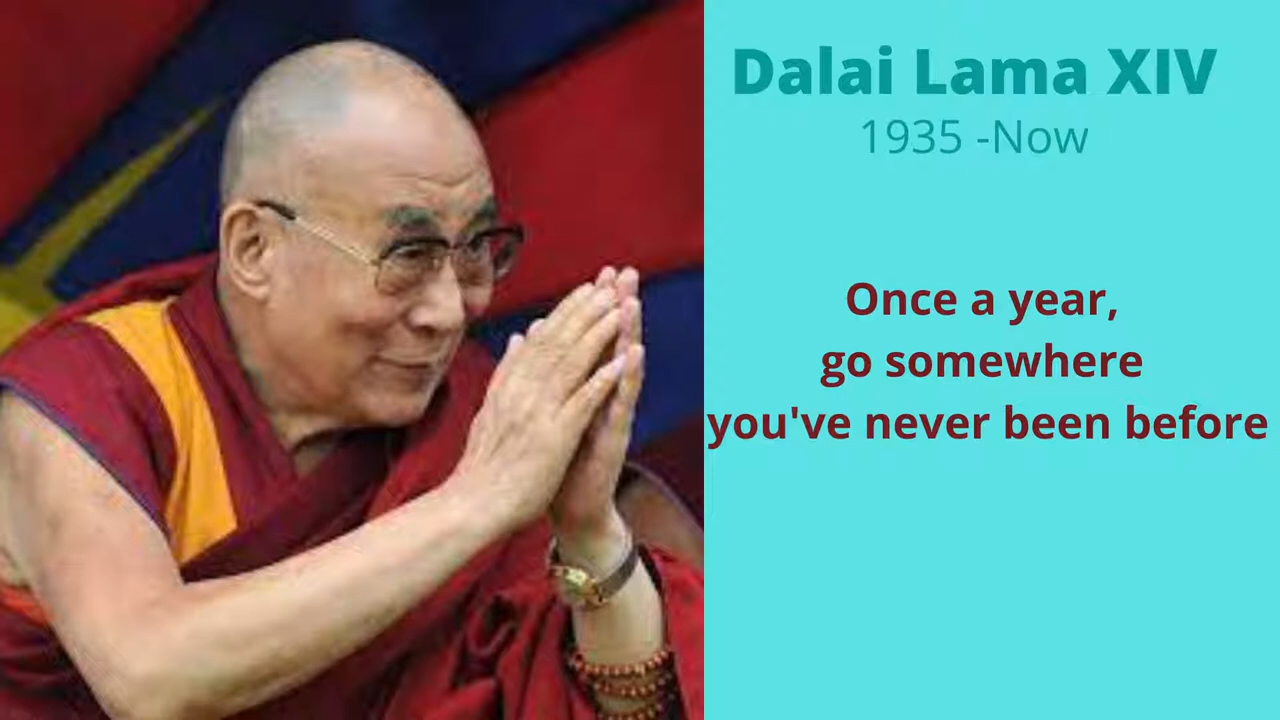 Dalai Lama XIV
1935 -Now
Once a year,
go somewhere
you've never been before